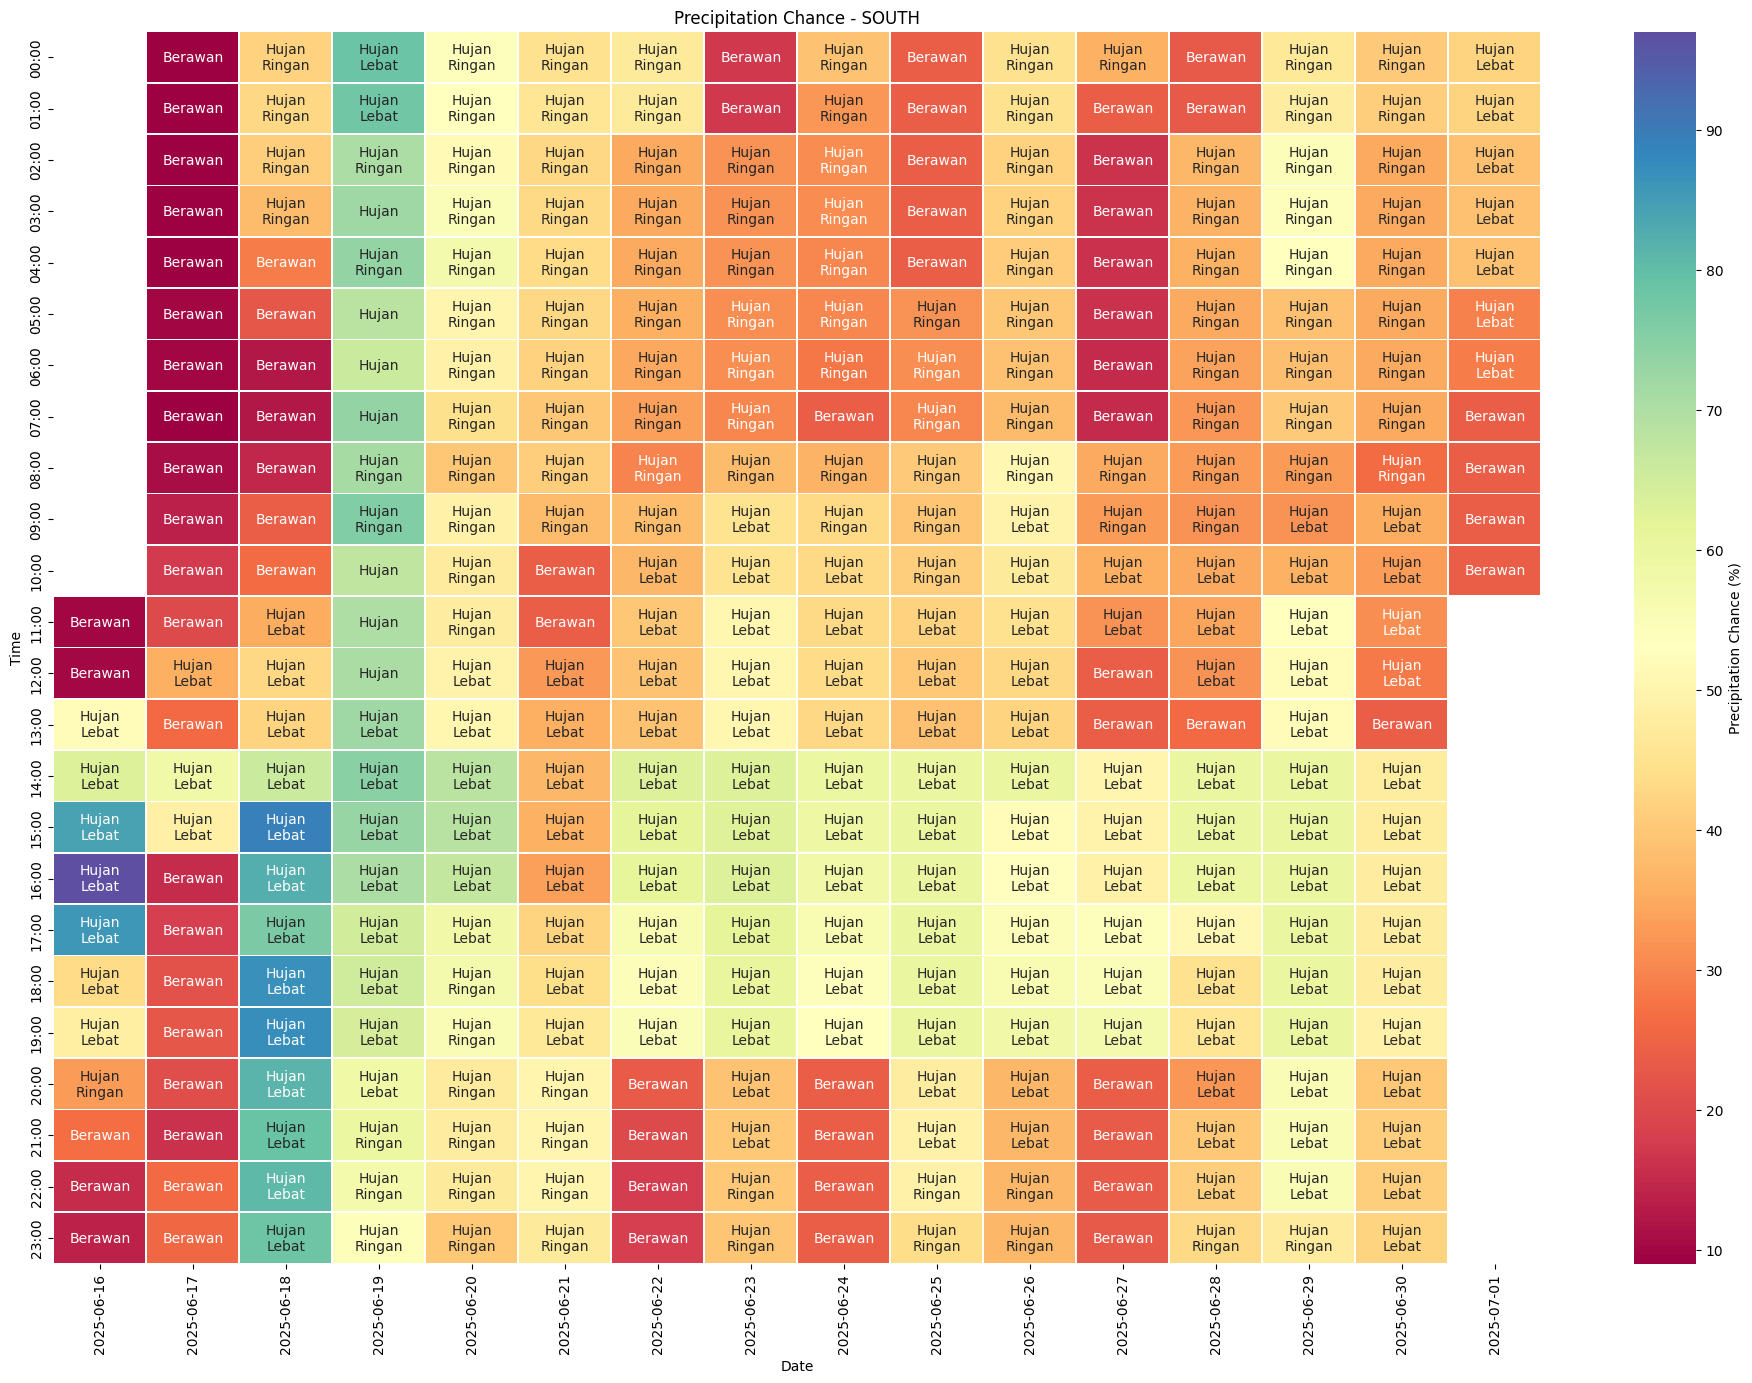 Precipitation Chance - SOUTH
00:00 Berawan Hujan Ringan Hujan Lebat Hujan Ringan Hujan Ringan Hujan Ringan Berawan Hujan Ringan Berawan Hujan Ringan Hujan Ringan Berawan Hujan Ringan Hujan Ringan Hujan Lebat
01:00 Berawan Hujan Ringan Hujan Lebat Hujan Ringan Hujan Ringan Hujan Ringan Berawan Hujan Ringan Berawan Hujan Ringan Berawan Berawan Hujan Ringan Hujan Ringan Hujan Lebat
02:00 Berawan Hujan Ringan Hujan Ringan Hujan Ringan Hujan Ringan Hujan Ringan Hujan Ringan Hujan Ringan Berawan Hujan Ringan Berawan Hujan Ringan Hujan Ringan Hujan Ringan Hujan Lebat
03:00 Berawan Hujan Ringan Hujan Hujan Ringan Hujan Ringan Hujan Ringan Hujan Ringan Hujan Ringan Berawan Hujan Ringan Berawan Hujan Ringan Hujan Ringan Hujan Ringan Hujan Lebat
04:00 Berawan Berawan Hujan Ringan Hujan Ringan Hujan Ringan Hujan Ringan Hujan Ringan Hujan Ringan Berawan Hujan Ringan Berawan Hujan Ringan Hujan Ringan Hujan Ringan Hujan Lebat
05:00 Berawan Berawan Hujan Hujan Ringan Hujan Ringan Hujan Ringan Hujan Ringan Hujan Ringan Hujan Ringan Hujan Ringan Berawan Hujan Ringan Hujan Ringan Hujan Ringan Hujan Lebat
06:00 Berawan Berawan Hujan Hujan Ringan Hujan Ringan Hujan Ringan Hujan Ringan Hujan Ringan Hujan Ringan Hujan Ringan Berawan Hujan Ringan Hujan Ringan Hujan Ringan Hujan Lebat
07:00 Berawan Berawan Hujan Hujan Ringan Hujan Ringan Hujan Ringan Hujan Ringan Berawan Hujan Ringan Hujan Ringan Berawan Hujan Ringan Hujan Ringan Hujan Ringan Berawan
08:00 Berawan Berawan Hujan Ringan Hujan Ringan Hujan Ringan Hujan Ringan Hujan Ringan Hujan Ringan Hujan Ringan Hujan Ringan Hujan Ringan Hujan Ringan Hujan Ringan Hujan Ringan Berawan
09:00 Berawan Berawan Hujan Ringan Hujan Ringan Hujan Ringan Hujan Ringan Hujan Lebat Hujan Ringan Hujan Ringan Hujan Lebat Hujan Ringan Hujan Ringan Hujan Lebat Hujan Lebat Berawan
10:00 Berawan Berawan Hujan Hujan Ringan Berawan Hujan Lebat Hujan Lebat Hujan Lebat Hujan Ringan Hujan Lebat Hujan Lebat Hujan Lebat Hujan Lebat Hujan Lebat Berawan
11:00 Berawan Berawan Hujan Lebat Hujan Hujan Ringan Berawan Hujan Lebat Hujan Lebat Hujan Lebat Hujan Lebat Hujan Lebat Hujan Lebat Hujan Lebat Hujan Lebat Hujan Lebat
12:00 Berawan Hujan Lebat Hujan Lebat Hujan Hujan Lebat Hujan Lebat Hujan Lebat Hujan Lebat Hujan Lebat Hujan Lebat Hujan Lebat Berawan Hujan Lebat Hujan Lebat Hujan Lebat
13:00 Hujan Lebat Berawan Hujan Lebat Hujan Lebat Hujan Lebat Hujan Lebat Hujan Lebat Hujan Lebat Hujan Lebat Hujan Lebat Hujan Lebat Berawan Berawan Hujan Lebat Berawan
14:00 Hujan Lebat Hujan Lebat Hujan Lebat Hujan Lebat Hujan Lebat Hujan Lebat Hujan Lebat Hujan Lebat Hujan Lebat Hujan Lebat Hujan Lebat Hujan Lebat Hujan Lebat Hujan Lebat Hujan Lebat
15:00 Hujan Lebat Hujan Lebat Hujan Lebat Hujan Lebat Hujan Lebat Hujan Lebat Hujan Lebat Hujan Lebat Hujan Lebat Hujan Lebat Hujan Lebat Hujan Lebat Hujan Lebat Hujan Lebat Hujan Lebat
16:00 Hujan Lebat Berawan Hujan Lebat Hujan Lebat Hujan Lebat Hujan Lebat Hujan Lebat Hujan Lebat Hujan Lebat Hujan Lebat Hujan Lebat Hujan Lebat Hujan Lebat Hujan Lebat Hujan Lebat
17:00 Hujan Lebat Berawan Hujan Lebat Hujan Lebat Hujan Lebat Hujan Lebat Hujan Lebat Hujan Lebat Hujan Lebat Hujan Lebat Hujan Lebat Hujan Lebat Hujan Lebat Hujan Lebat Hujan Lebat
18:00 Hujan Lebat Berawan Hujan Lebat Hujan Lebat Hujan Ringan Hujan Lebat Hujan Lebat Hujan Lebat Hujan Lebat Hujan Lebat Hujan Lebat Hujan Lebat Hujan Lebat Hujan Lebat Hujan Lebat
19:00 Hujan Lebat Berawan Hujan Lebat Hujan Lebat Hujan Ringan Hujan Lebat Hujan Lebat Hujan Lebat Hujan Lebat Hujan Lebat Hujan Lebat Hujan Lebat Hujan Lebat Hujan Lebat Hujan Lebat
20:00 Hujan Ringan Berawan Hujan Lebat Hujan Lebat Hujan Ringan Hujan Ringan Berawan Hujan Lebat Berawan Hujan Lebat Hujan Lebat Berawan Hujan Lebat Hujan Lebat Hujan Lebat
21:00 Berawan Berawan Hujan Lebat Hujan Ringan Hujan Ringan Hujan Ringan Berawan Hujan Lebat Berawan Hujan Lebat Hujan Lebat Berawan Hujan Lebat Hujan Lebat Hujan Lebat
22:00 Berawan Berawan Hujan Lebat Hujan Ringan Hujan Ringan Hujan Ringan Berawan Hujan Ringan Berawan Hujan Ringan Hujan Ringan Berawan Hujan Lebat Hujan Lebat Hujan Lebat
23:00 Berawan Berawan Hujan Lebat Hujan Ringan Hujan Ringan Hujan Ringan Berawan Hujan Ringan Berawan Hujan Ringan Hujan Ringan Berawan Hujan Ringan Hujan Ringan Hujan Lebat
Time
2025-06-16 2025-06-17 2025-06-18 2025-06-19 2025-06-20 2025-06-21 2025-06-22 2025-06-23 2025-06-24 2025-06-25 2025-06-26 2025-06-27 2025-06-28 2025-06-29 2025-06-30 2025-07-01
Date
90
80
70
60
50
40
30
20
10
Precipitation Chance (%)